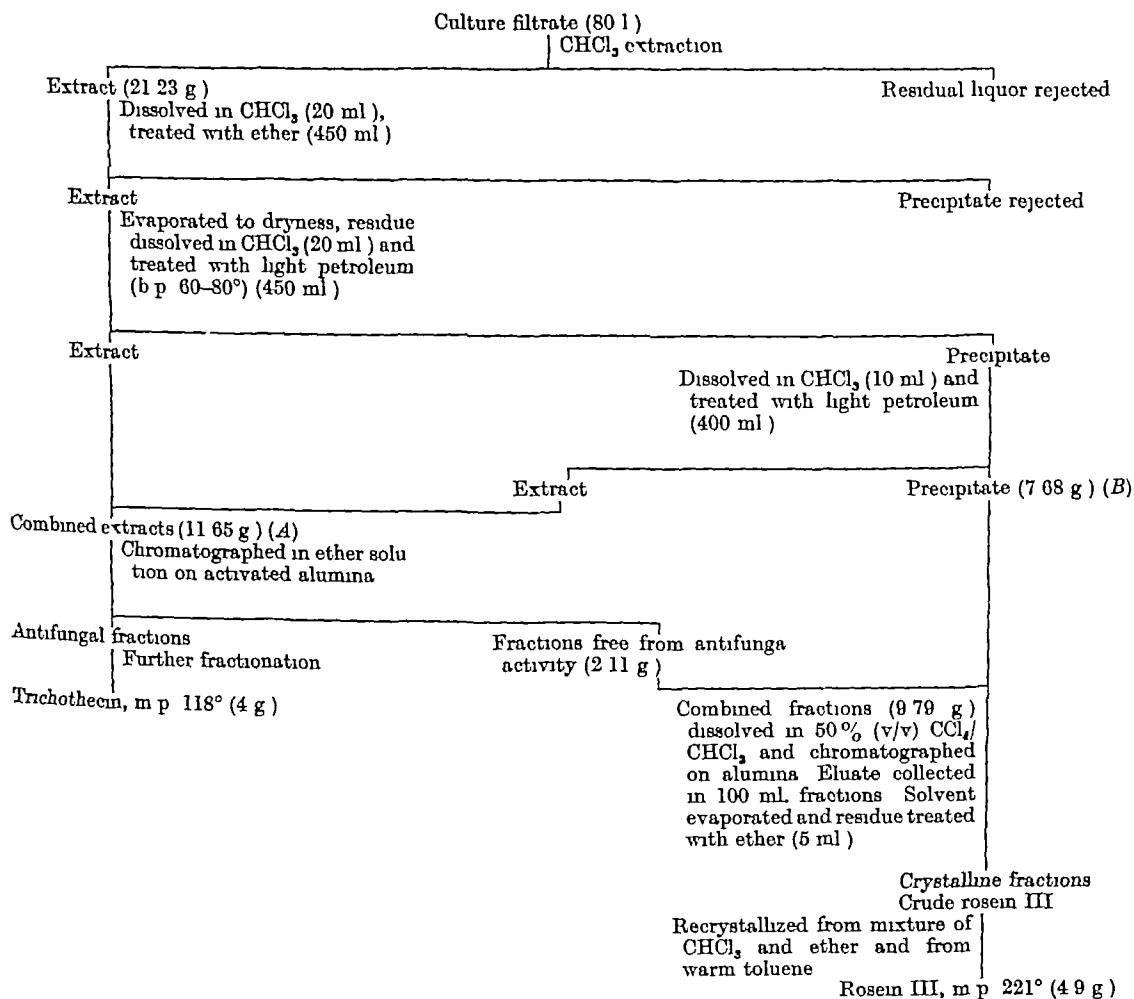 Culture filtrate (80 l)
CHCl₃ extraction
Extract (21 23 g)
Residual liquor rejected
Dissolved in CHCl₃ (20 ml ),
treated with ether (450 ml )
Extract
Precipitate rejected
Evaporated to dryness, residue
dissolved in CHCl₃ (20 ml ) and
treated with light petroleum
(b p 60–80°) (450 ml )
Extract
Precipitate
Dissolved in CHCl₃ (10 ml ) and
treated with light petroleum
(400 ml )
Extract
Precipitate (7 68 g ) (B)
Combined extracts (11 65 g ) (A)
Chromatographed in ether solu
tion on activated alumina
Antifungal fractions
Further fractionation
Fractions free from antifunga
activity (2 11 g )
Trichothecin, m p 118° (4 g )
Combined fractions (9 79 g )
dissolved in 50% (v/v) CCl₄/
CHCl₃ and chromatographed
on alumina Eluate collected
in 100 mL fractions Solvent
evaporated and residue treated
with ether (5 ml )
Crystalline fractions
Crude rosein III
Recrystallized from mixture of
CHCl₃ and ether and from
warm toluene
Rosein III, m p 221° (4 9 g )